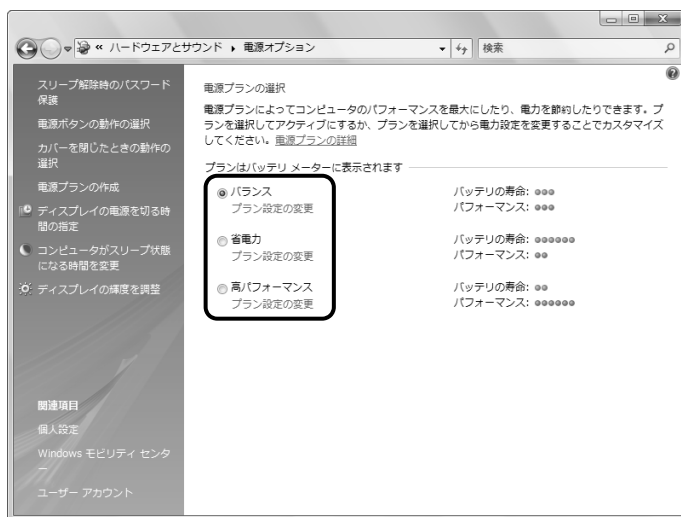 « ハードウェアとサウンド ▸ 電源オプション
検索
スリープ解除時のパスワード
保護
電源ボタンの動作の選択
カバーを閉じたときの動作の
選択
電源プランの作成
ディスプレイの電源を切る時
間の指定
コンピュータがスリープ状態
になる時間を変更
ディスプレイの輝度を調整
関連項目
個人設定
Windows モビリティ センタ
ー
ユーザー アカウント
電源プランの選択
電源プランによってコンピュータのパフォーマンスを最大にしたり、電力を節約したりできます。プ
ランを選択してアクティブにするか、プランを選択してから電力設定を変更することでカスタマイズ
してください。電源プランの詳細
プランはバッテリ メーターに表示されます
バランス
バッテリの寿命:
プラン設定の変更
パフォーマンス:
省電力
バッテリの寿命:
プラン設定の変更
パフォーマンス:
高パフォーマンス
バッテリの寿命:
プラン設定の変更
パフォーマンス: